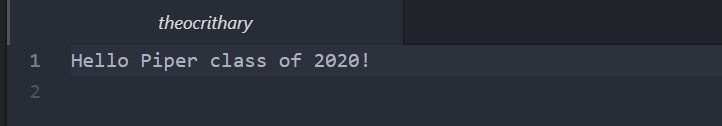 theocrithary
1 Hello Piper class of 2020!
2